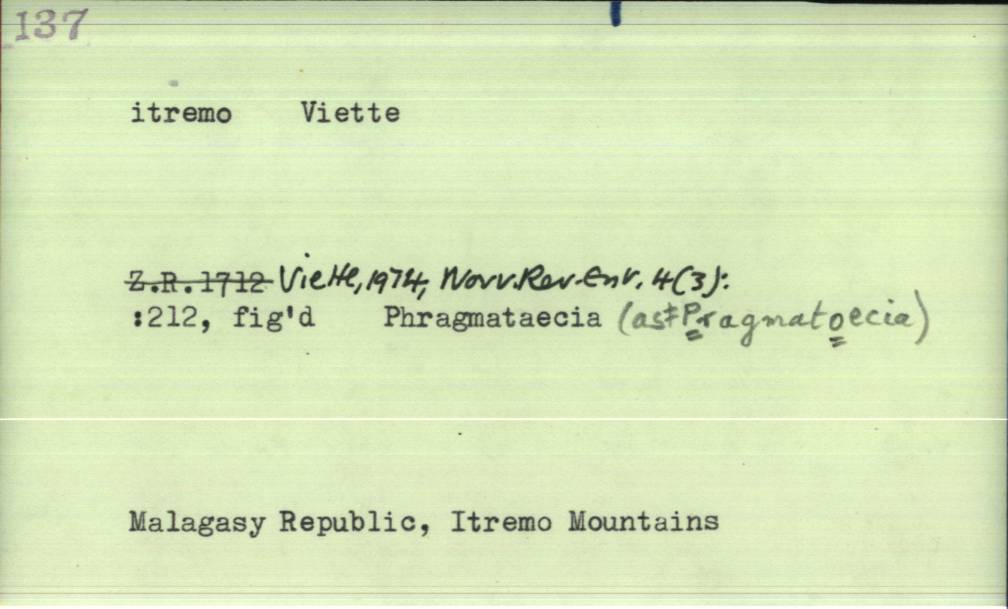 137
itremo Viette
Z.R.1712 Viette, 1974, Nouv. Rev. Ent. 4(3):
:212, fig'd Phragmataecia (as ‡Pragmatoecia)
Malagasy Republic, Itremo Mountains